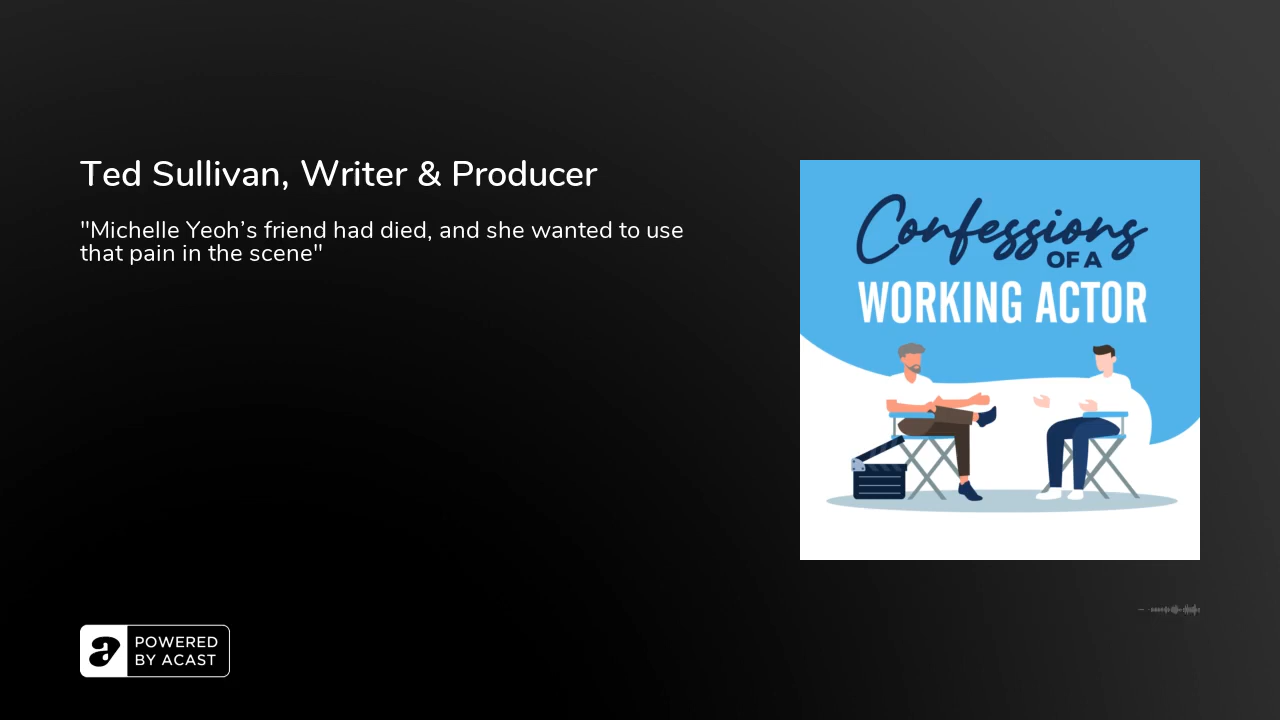 Ted Sullivan, Writer & Producer
"Michelle Yeoh’s friend had died, and she wanted to use
that pain in the scene"
Confessions
OF A
WORKING ACTOR
a POWERED
BY ACAST